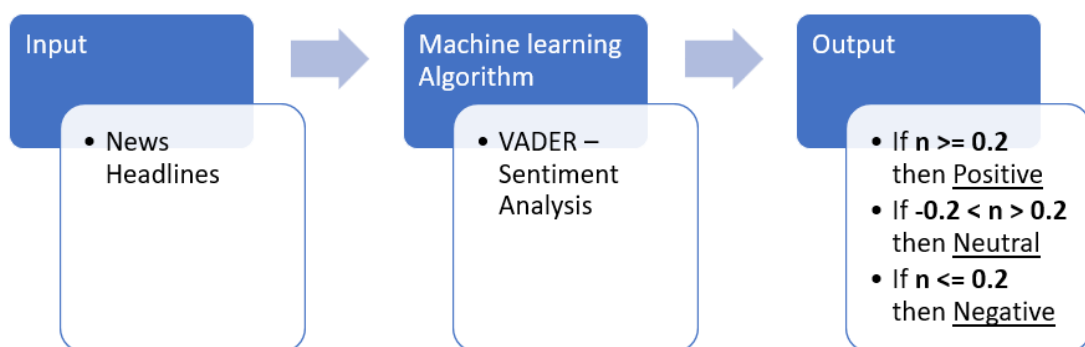 Input
• News
Headlines
Machine learning
Algorithm
• VADER –
Sentiment
Analysis
Output
• If n >= 0.2
then Positive
• If -0.2 < n > 0.2
then Neutral
• If n <= 0.2
then Negative